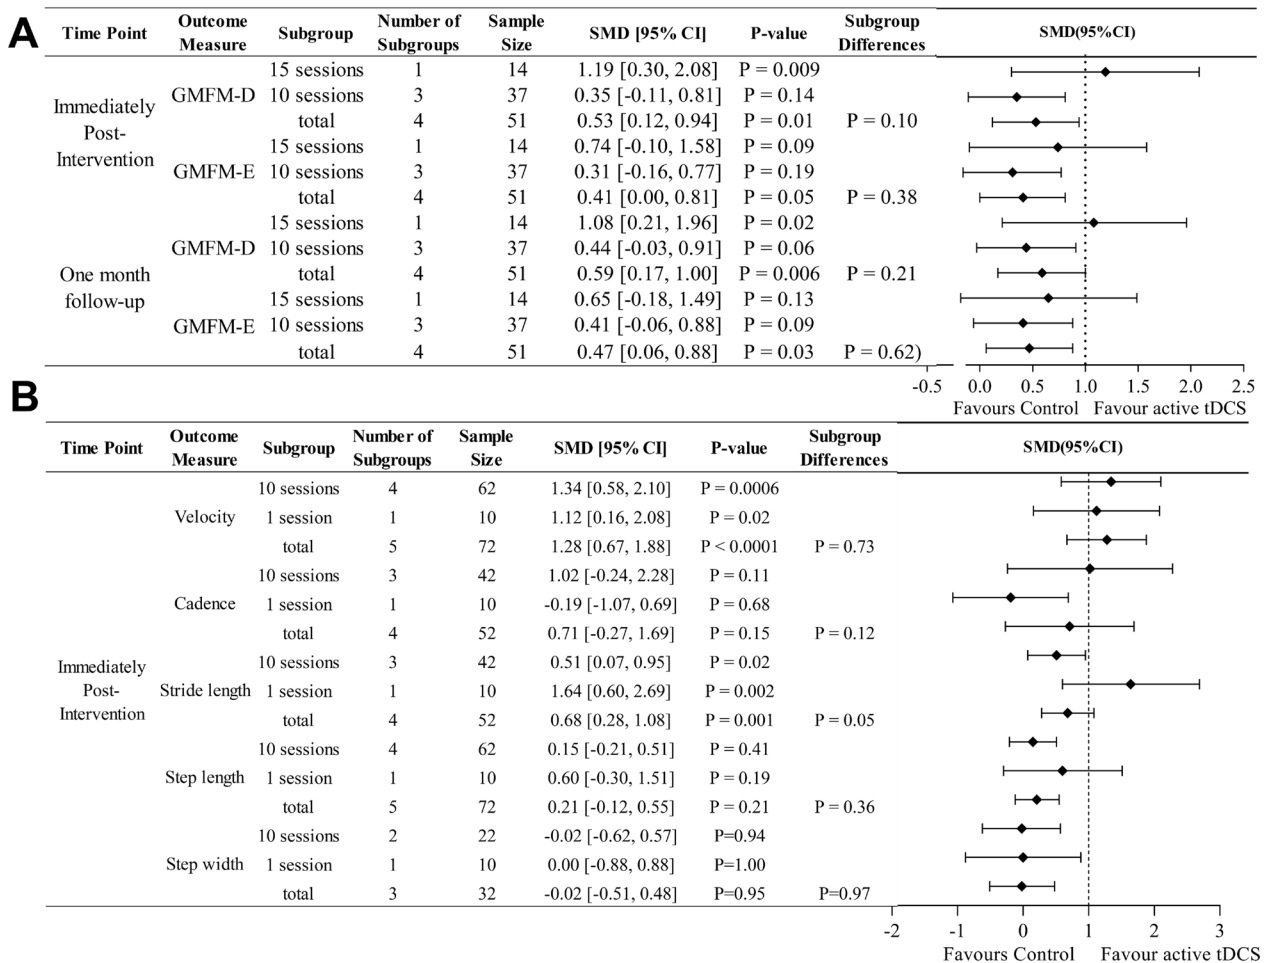 A
Time Point Outcome Measure Subgroup Number of Subgroups Sample Size SMD [95% CI] P-value Subgroup Differences SMD(95%CI)
Immediately Post-Intervention
GMFM-D
15 sessions 1 14 1.19 [0.30, 2.08] P = 0.009
10 sessions 3 37 0.35 [-0.11, 0.81] P = 0.14
total 4 51 0.53 [0.12, 0.94] P = 0.01 P = 0.10
GMFM-E
15 sessions 1 14 0.74 [-0.10, 1.58] P = 0.09
10 sessions 3 37 0.31 [-0.16, 0.77] P = 0.19
total 4 51 0.41 [0.00, 0.81] P = 0.05 P = 0.38
One month follow-up
GMFM-D
15 sessions 1 14 1.08 [0.21, 1.96] P = 0.02
10 sessions 3 37 0.44 [-0.03, 0.91] P = 0.06
total 4 51 0.59 [0.17, 1.00] P = 0.006 P = 0.21
GMFM-E
15 sessions 1 14 0.65 [-0.18, 1.49] P = 0.13
10 sessions 3 37 0.41 [-0.06, 0.88] P = 0.09
total 4 51 0.47 [0.06, 0.88] P = 0.03 P = 0.62)
-0.5 0.0 0.5 1.0 1.5 2.0 2.5
Favours Control Favour active tDCS
B
Time Point Outcome Measure Subgroup Number of Subgroups Sample Size SMD [95% CI] P-value Subgroup Differences SMD(95%CI)
Immediately Post-Intervention
Velocity
10 sessions 4 62 1.34 [0.58, 2.10] P = 0.0006
1 session 1 10 1.12 [0.16, 2.08] P = 0.02
total 5 72 1.28 [0.67, 1.88] P < 0.0001 P = 0.73
Cadence
10 sessions 3 42 1.02 [-0.24, 2.28] P = 0.11
1 session 1 10 -0.19 [-1.07, 0.69] P = 0.68
total 4 52 0.71 [-0.27, 1.69] P = 0.15 P = 0.12
Stride length
10 sessions 3 42 0.51 [0.07, 0.95] P = 0.02
1 session 1 10 1.64 [0.60, 2.69] P = 0.002
total 4 52 0.68 [0.28, 1.08] P = 0.001 P = 0.05
Step length
10 sessions 4 62 0.15 [-0.21, 0.51] P = 0.41
1 session 1 10 0.60 [-0.30, 1.51] P = 0.19
total 5 72 0.21 [-0.12, 0.55] P = 0.21 P = 0.36
Step width
10 sessions 2 22 -0.02 [-0.62, 0.57] P=0.94
1 session 1 10 0.00 [-0.88, 0.88] P=1.00
total 3 32 -0.02 [-0.51, 0.48] P=0.95 P=0.97
-2 -1 0 1 2 3
Favours Control Favour active tDCS